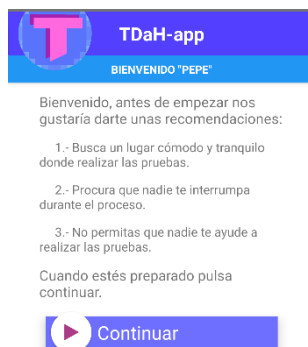 TDaH-app
BIENVENIDO "PEPE"
Bienvenido, antes de empezar nos
gustaría darte unas recomendaciones:
1.- Busca un lugar cómodo y tranquilo
donde realizar las pruebas.
2.- Procura que nadie te interrumpa
durante el proceso.
3.- No permitas que nadie te ayude a
realizar las pruebas.
Cuando estés preparado pulsa
continuar.
Continuar